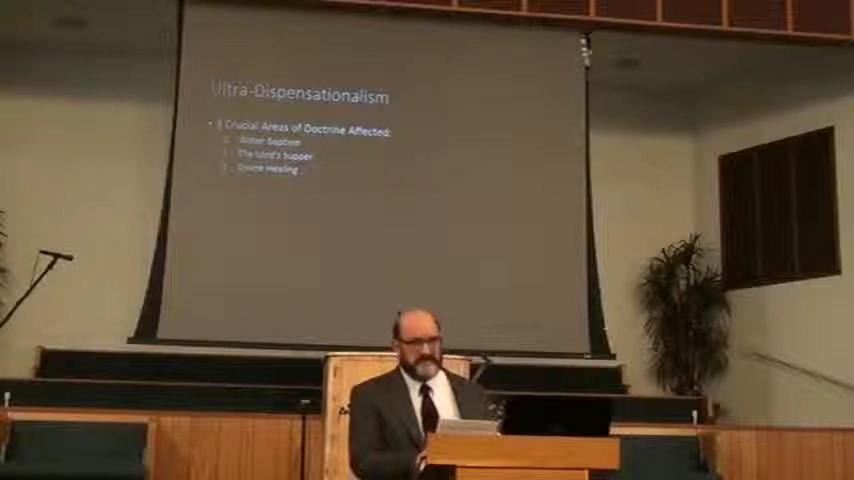 Ultra-Dispensationalism
• 3 Crucial Areas of Doctrine Affected:
Water Baptism
The Lord's Supper
Divine Healing